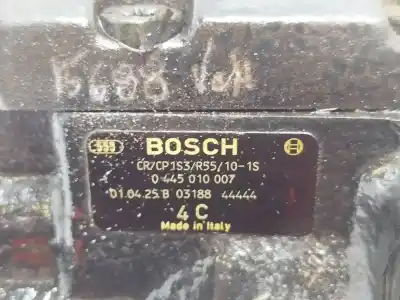 BOSCH
CR/CP1S3/R55/10-1S
0 445 010 007
01.04.25.B 03188 44444
4 C
Made in Italy